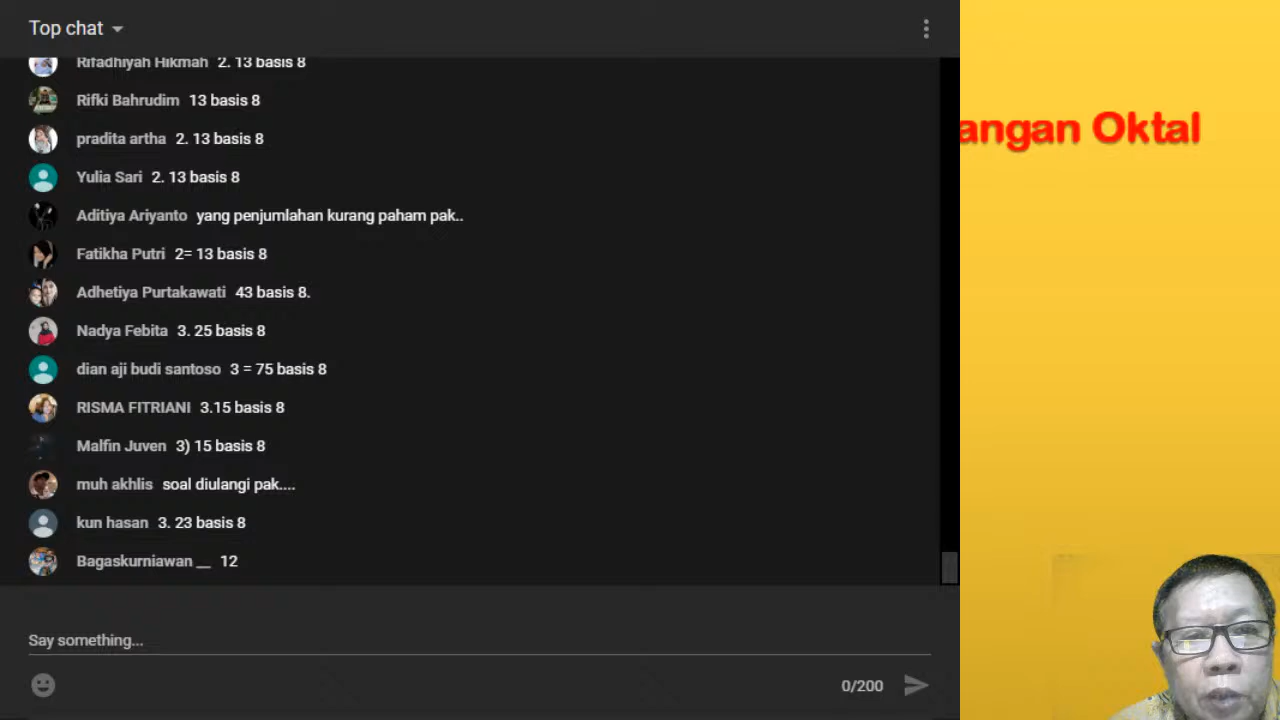 Top chat
Rifadhiyah Hikmah 2. 13 basis 8
Rifki Bahrudim 13 basis 8
pradita artha 2. 13 basis 8
Yulia Sari 2. 13 basis 8
Aditiya Ariyanto yang penjumlahan kurang paham pak..
Fatikha Putri 2= 13 basis 8
Adhetiya Purtakawati 43 basis 8.
Nadya Febita 3. 25 basis 8
dian aji budi santoso 3 = 75 basis 8
RISMA FITRIANI 3.15 basis 8
Malfin Juven 3) 15 basis 8
muh akhlis soal diulangi pak....
kun hasan 3. 23 basis 8
Bagaskurniawan __ 12
Say something...
0/200
angan Oktal